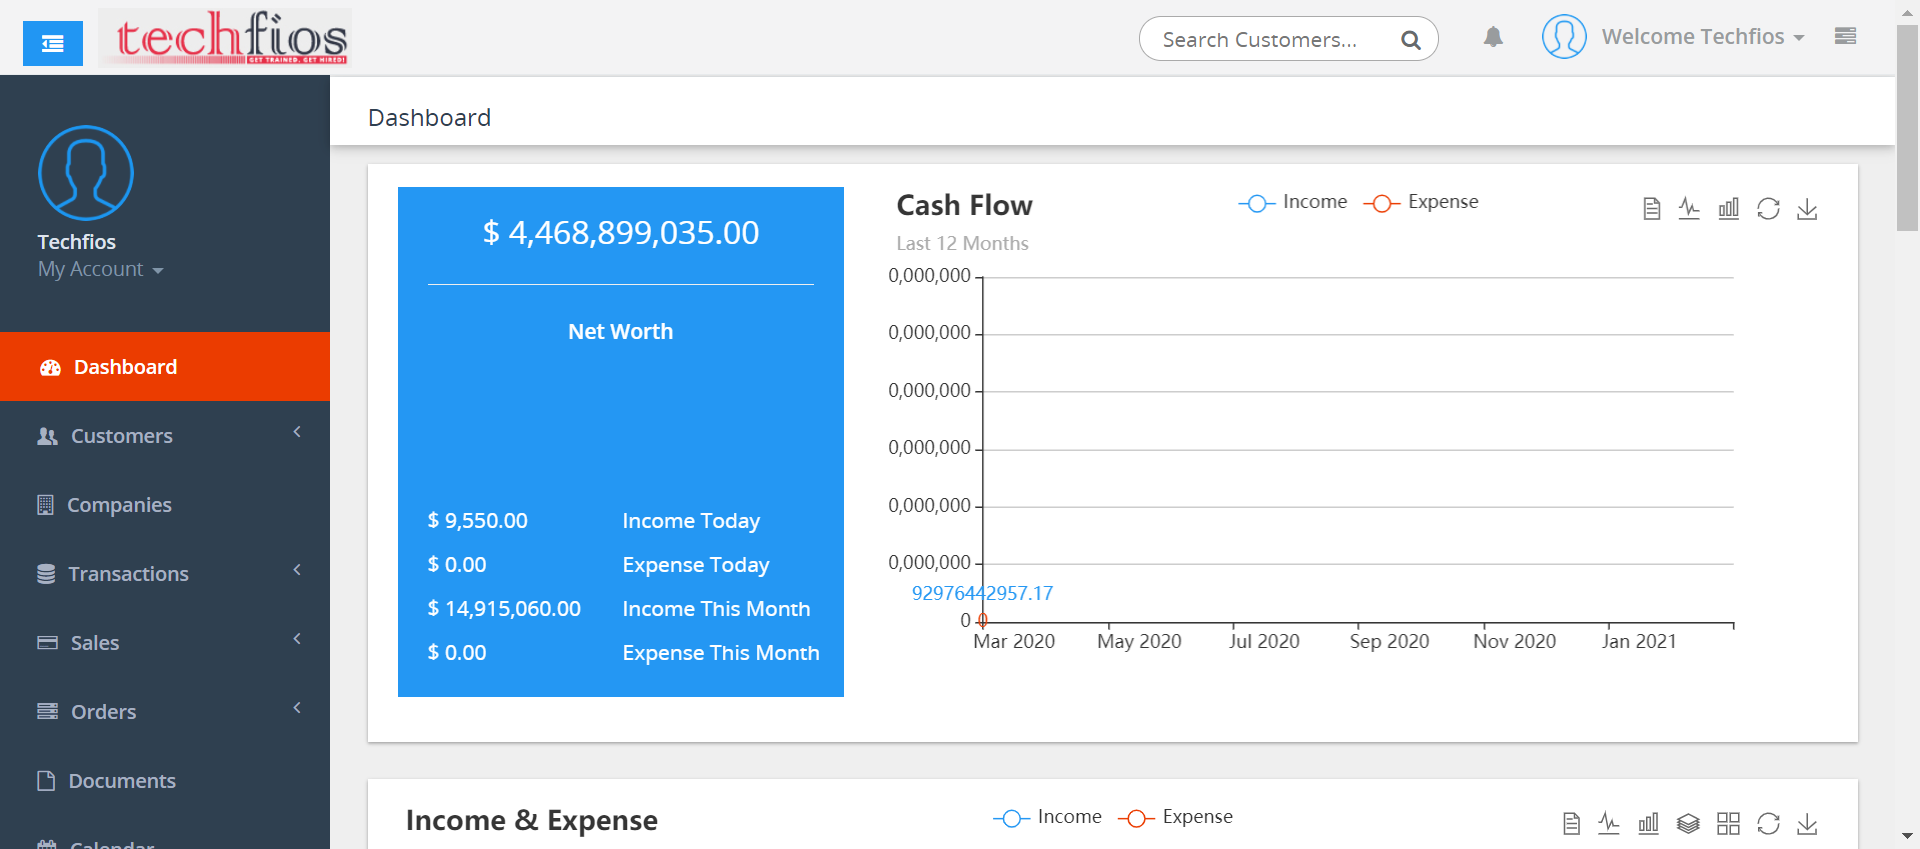 techfios
GET TRAINED. GET HIRED!
Search Customers...
Welcome Techfios
Techfios
My Account
Dashboard
Customers
Companies
Transactions
Sales
Orders
Documents
Calendar
Dashboard
$ 4,468,899,035.00
Net Worth
$ 9,550.00 Income Today
$ 0.00 Expense Today
$ 14,915,060.00 Income This Month
$ 0.00 Expense This Month
Cash Flow
Last 12 Months
Income Expense
0,000,000
0,000,000
0,000,000
0,000,000
0,000,000
0,000,000
92976442957.17
0 0
Mar 2020 May 2020 Jul 2020 Sep 2020 Nov 2020 Jan 2021
Income & Expense
Income Expense